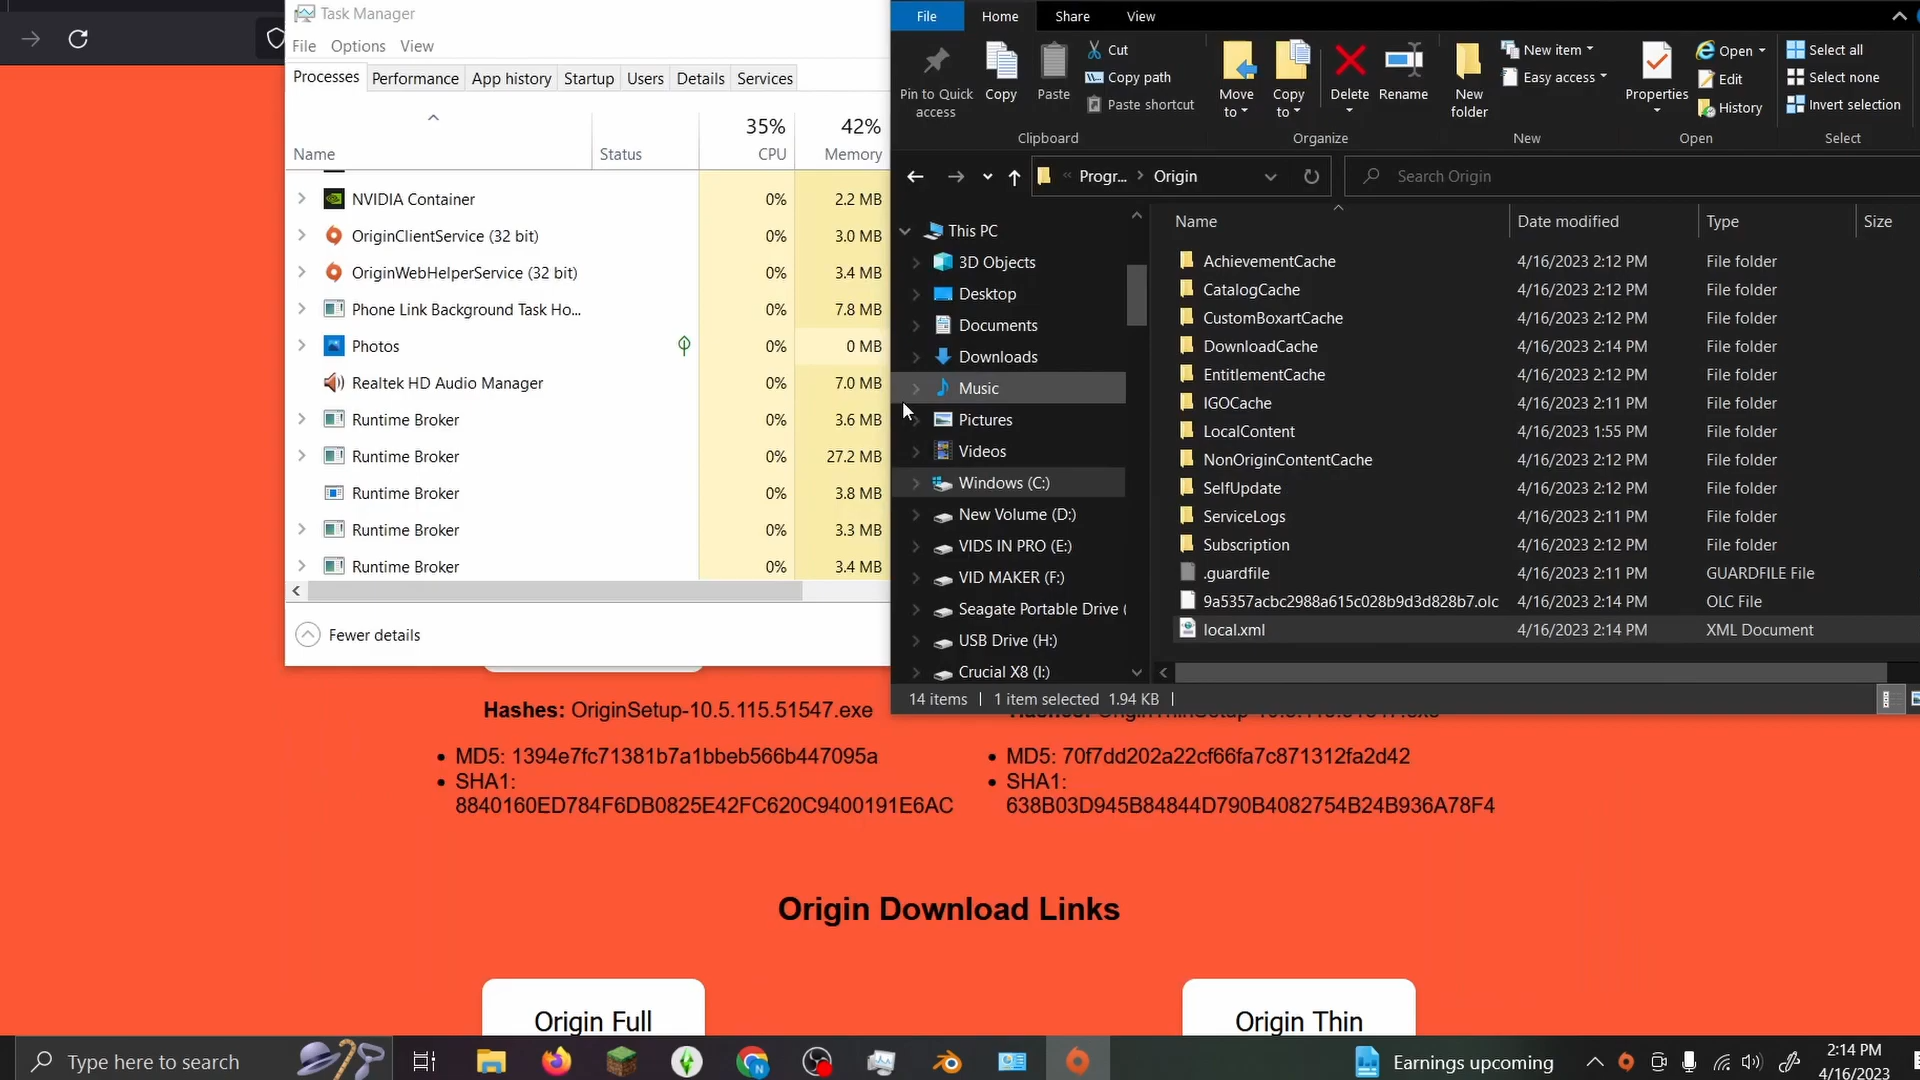 Task Manager
File Options View
Processes Performance App history Startup Users Details Services
35% 42%
Name Status CPU Memory
NVIDIA Container 0% 2.2 MB
OriginClientService (32 bit) 0% 3.0 MB
OriginWebHelperService (32 bit) 0% 3.4 MB
Phone Link Background Task Ho... 0% 7.8 MB
Photos 0% 0 MB
Realtek HD Audio Manager 0% 7.0 MB
Runtime Broker 0% 3.6 MB
Runtime Broker 0% 27.2 MB
Runtime Broker 0% 3.8 MB
Runtime Broker 0% 3.3 MB
Runtime Broker 0% 3.4 MB
Fewer details
File Home Share View
Pin to Quick access
Copy
Paste
Cut
Copy path
Paste shortcut
Clipboard
Move to
Copy to
Delete
Rename
Organize
New folder
New item
Easy access
New
Properties
Open
Edit
History
Open
Select all
Select none
Invert selection
Select
« Progr... > Origin
Search Origin
This PC
3D Objects
Desktop
Documents
Downloads
Music
Pictures
Videos
Windows (C:)
New Volume (D:)
VIDS IN PRO (E:)
VID MAKER (F:)
Seagate Portable Drive (
USB Drive (H:)
Crucial X8 (I:)
Name Date modified Type Size
AchievementCache 4/16/2023 2:12 PM File folder
CatalogCache 4/16/2023 2:12 PM File folder
CustomBoxartCache 4/16/2023 2:12 PM File folder
DownloadCache 4/16/2023 2:14 PM File folder
EntitlementCache 4/16/2023 2:12 PM File folder
IGOCache 4/16/2023 2:11 PM File folder
LocalContent 4/16/2023 1:55 PM File folder
NonOriginContentCache 4/16/2023 2:12 PM File folder
SelfUpdate 4/16/2023 2:12 PM File folder
ServiceLogs 4/16/2023 2:11 PM File folder
Subscription 4/16/2023 2:12 PM File folder
.guardfile 4/16/2023 2:11 PM GUARDFILE File
9a5357acbc2988a615c028b9d3d828b7.olc 4/16/2023 2:14 PM OLC File
local.xml 4/16/2023 2:14 PM XML Document
14 items 1 item selected 1.94 KB
Hashes: OriginSetup-10.5.115.51547.exe
MD5: 1394e7fc71381b7a1bbeb566b447095a
SHA1:
8840160ED784F6DB0825E42FC620C9400191E6AC
MD5: 70f7dd202a22cf66fa7c871312fa2d42
SHA1:
638B03D945B84844D790B4082754B24B936A78F4
Origin Download Links
Origin Full
Origin Thin
Type here to search
Earnings upcoming
2:14 PM
4/16/2023